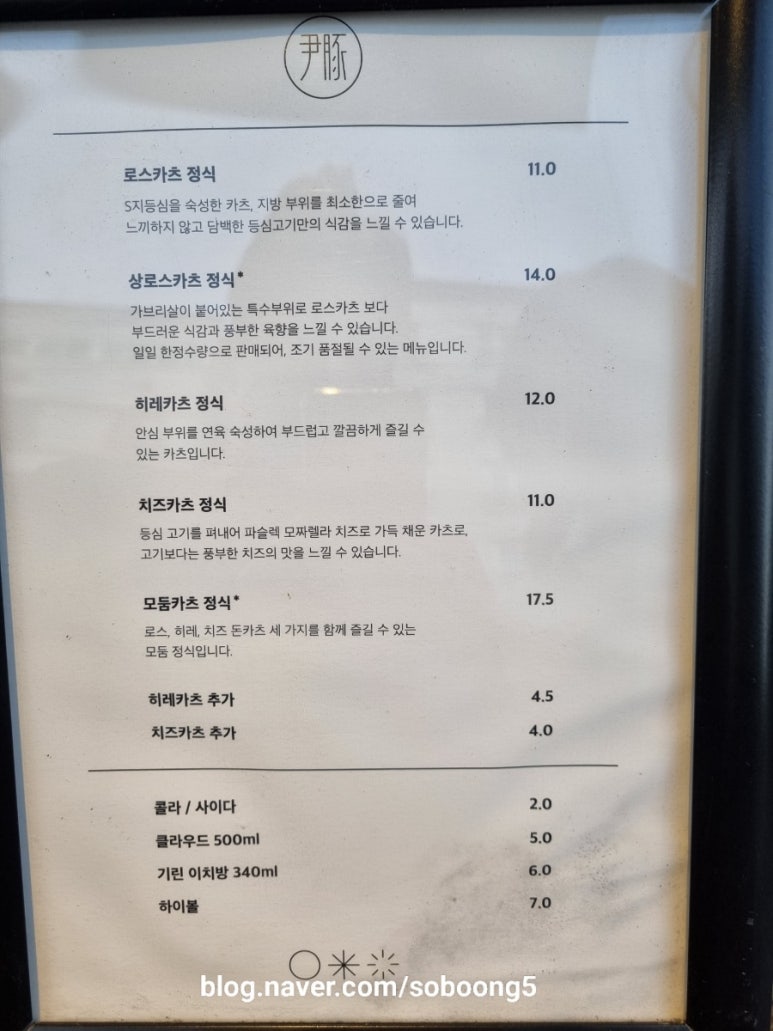 尹豚
로스카츠 정식 11.0
S지등심을 숙성한 카츠, 지방 부위를 최소한으로 줄여
느끼하지 않고 담백한 등심고기만의 식감을 느낄 수 있습니다.
상로스카츠 정식* 14.0
가브리살이 붙어있는 특수부위로 로스카츠 보다
부드러운 식감과 풍부한 육향을 느낄 수 있습니다.
일일 한정수량으로 판매되어, 조기 품절될 수 있는 메뉴입니다.
히레카츠 정식 12.0
안심 부위를 연육 숙성하여 부드럽고 깔끔하게 즐길 수
있는 카츠입니다.
치즈카츠 정식 11.0
등심 고기를 펴내어 파슬렉 모짜렐라 치즈로 가득 채운 카츠로,
고기보다는 풍부한 치즈의 맛을 느낄 수 있습니다.
모둠카츠 정식* 17.5
로스, 히레, 치즈 돈카츠 세 가지를 함께 즐길 수 있는
모둠 정식입니다.
히레카츠 추가 4.5
치즈카츠 추가 4.0
콜라 / 사이다 2.0
클라우드 500ml 5.0
기린 이치방 340ml 6.0
하이볼 7.0
blog.naver.com/soboong5